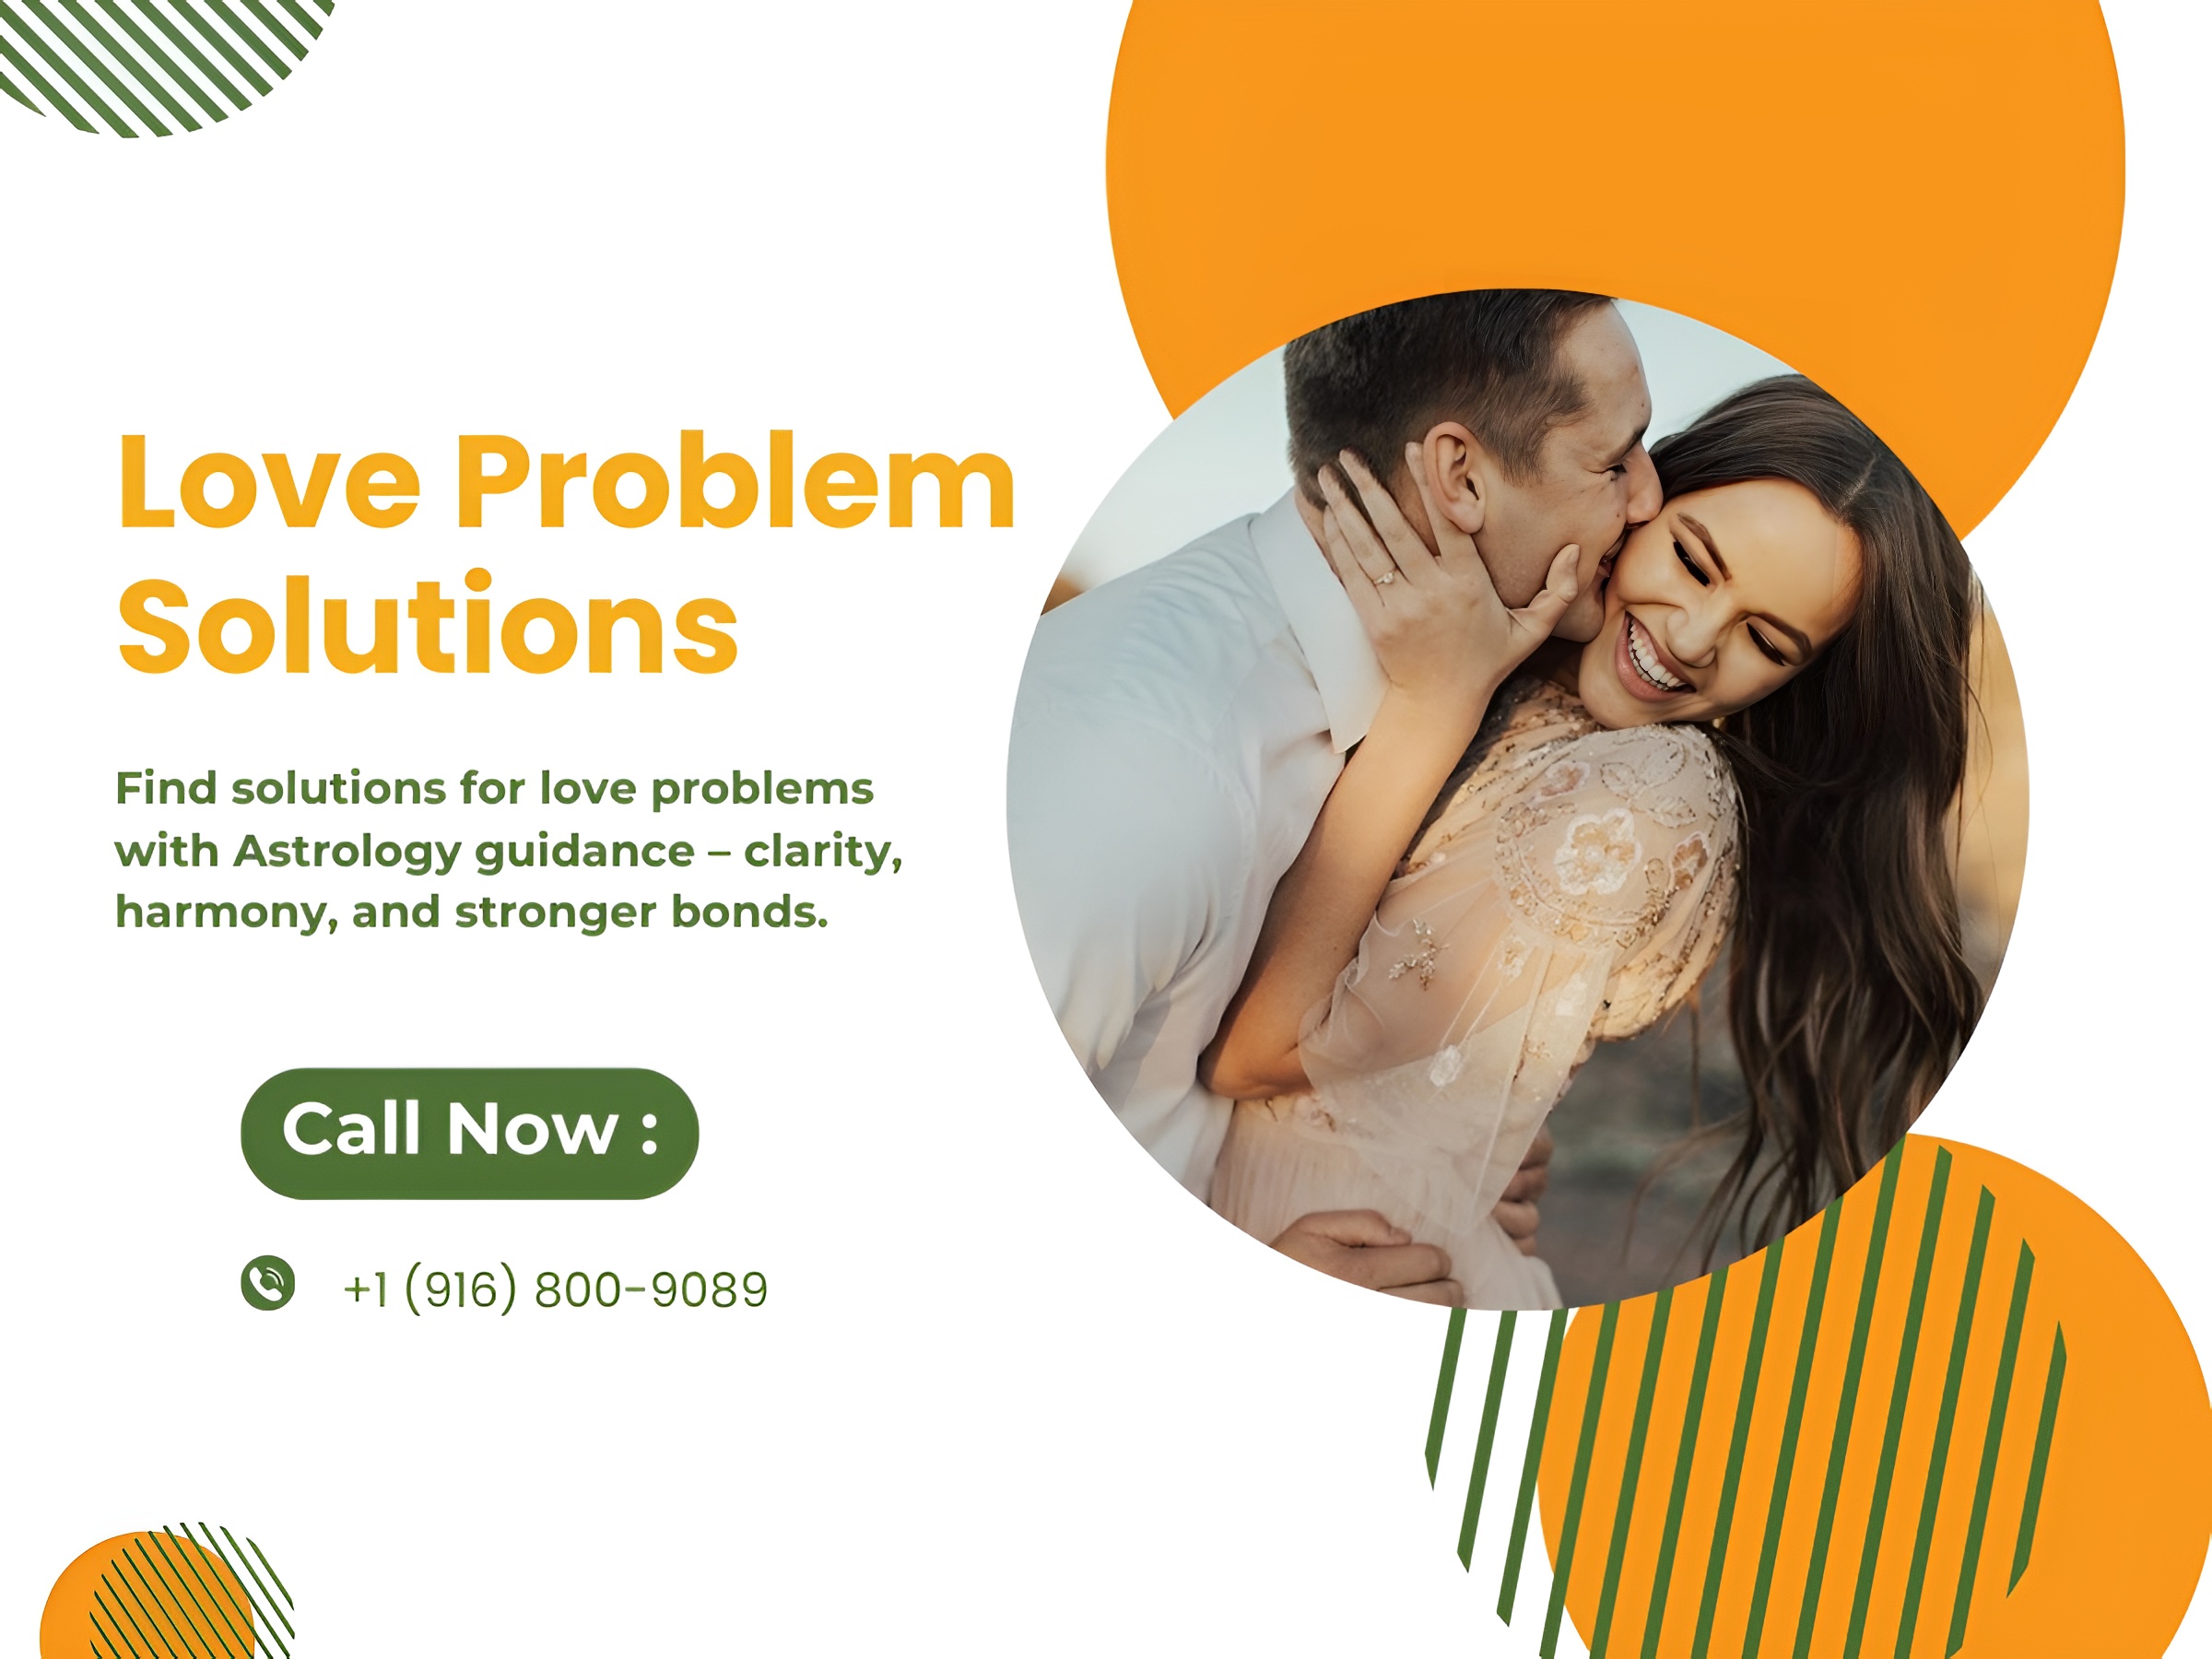 Love Problem
Solutions
Find solutions for love problems
with Astrology guidance – clarity,
harmony, and stronger bonds.
Call Now :
+1 (916) 800-9089